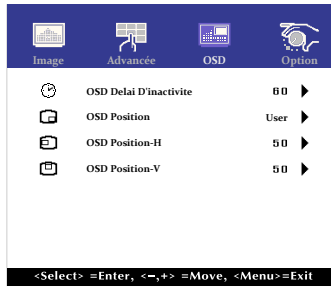 Image Advancée OSD Option
OSD Delai D'inactivite 60
OSD Position User
OSD Position-H 50
OSD Position-V 50
<Select> =Enter, <−,+> =Move, <Menu>=Exit